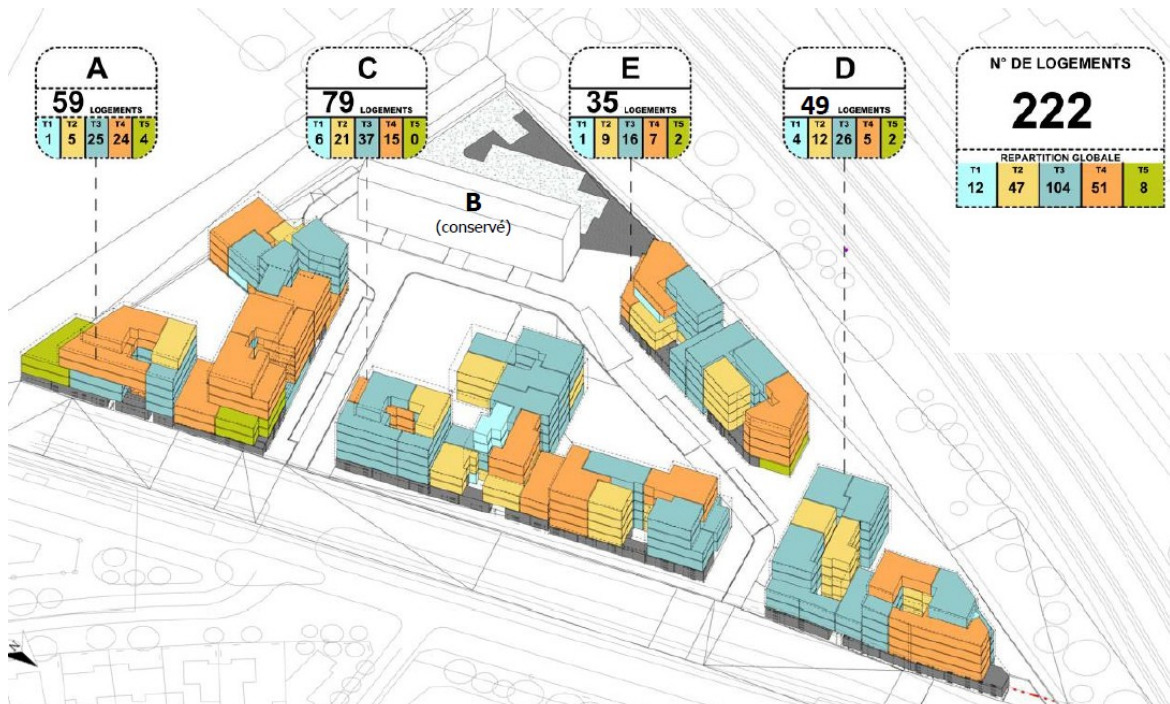 A
59 LOGEMENTS
T1 T2 T3 T4 T5
1 5 25 24 4
C
79 LOGEMENTS
T1 T2 T3 T4 T5
6 21 37 15 0
E
35 LOGEMENTS
T1 T2 T3 T4 T5
1 9 16 7 2
D
49 LOGEMENTS
T1 T2 T3 T4 T5
4 12 26 5 2
N° DE LOGEMENTS
222
REPARTITION GLOBALE
T1 T2 T3 T4 T5
12 47 104 51 8
B
(conservé)